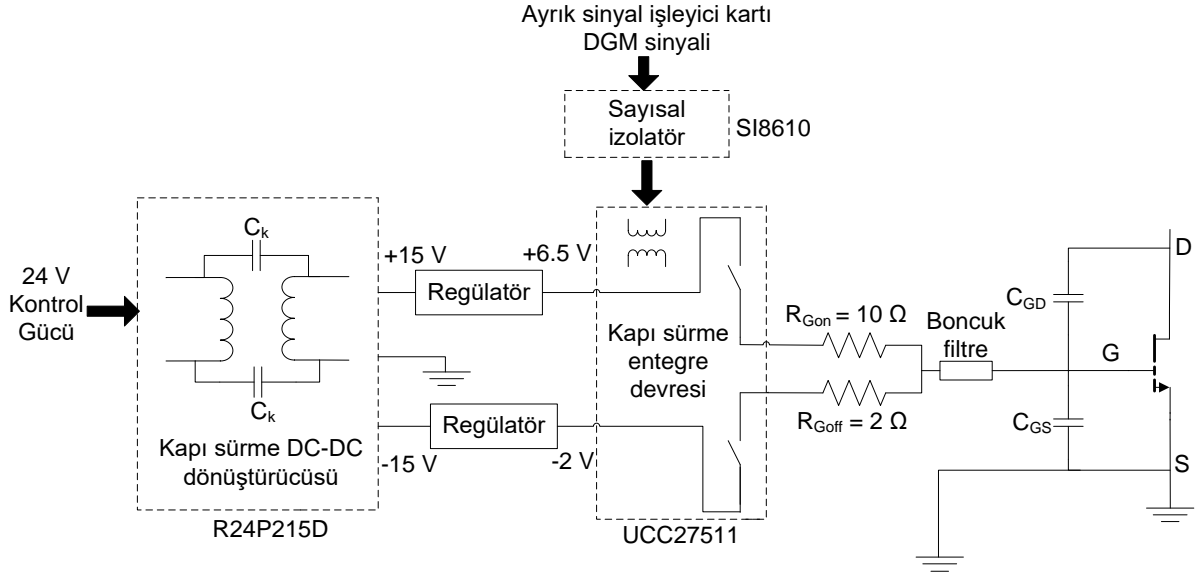 Ayrık sinyal işleyici kartı
DGM sinyali
Sayısal
izolatör
SI8610
24 V
Kontrol
Gücü
Ck
Ck
Kapı sürme DC-DC
dönüştürücüsü
R24P215D
+15 V
Regülatör
+6.5 V
-15 V
Regülatör
-2 V
Kapı sürme
entegre
devresi
UCC27511
RGon = 10 Ω
RGoff = 2 Ω
Boncuk
filtre
CGD
G
CGS
D
S